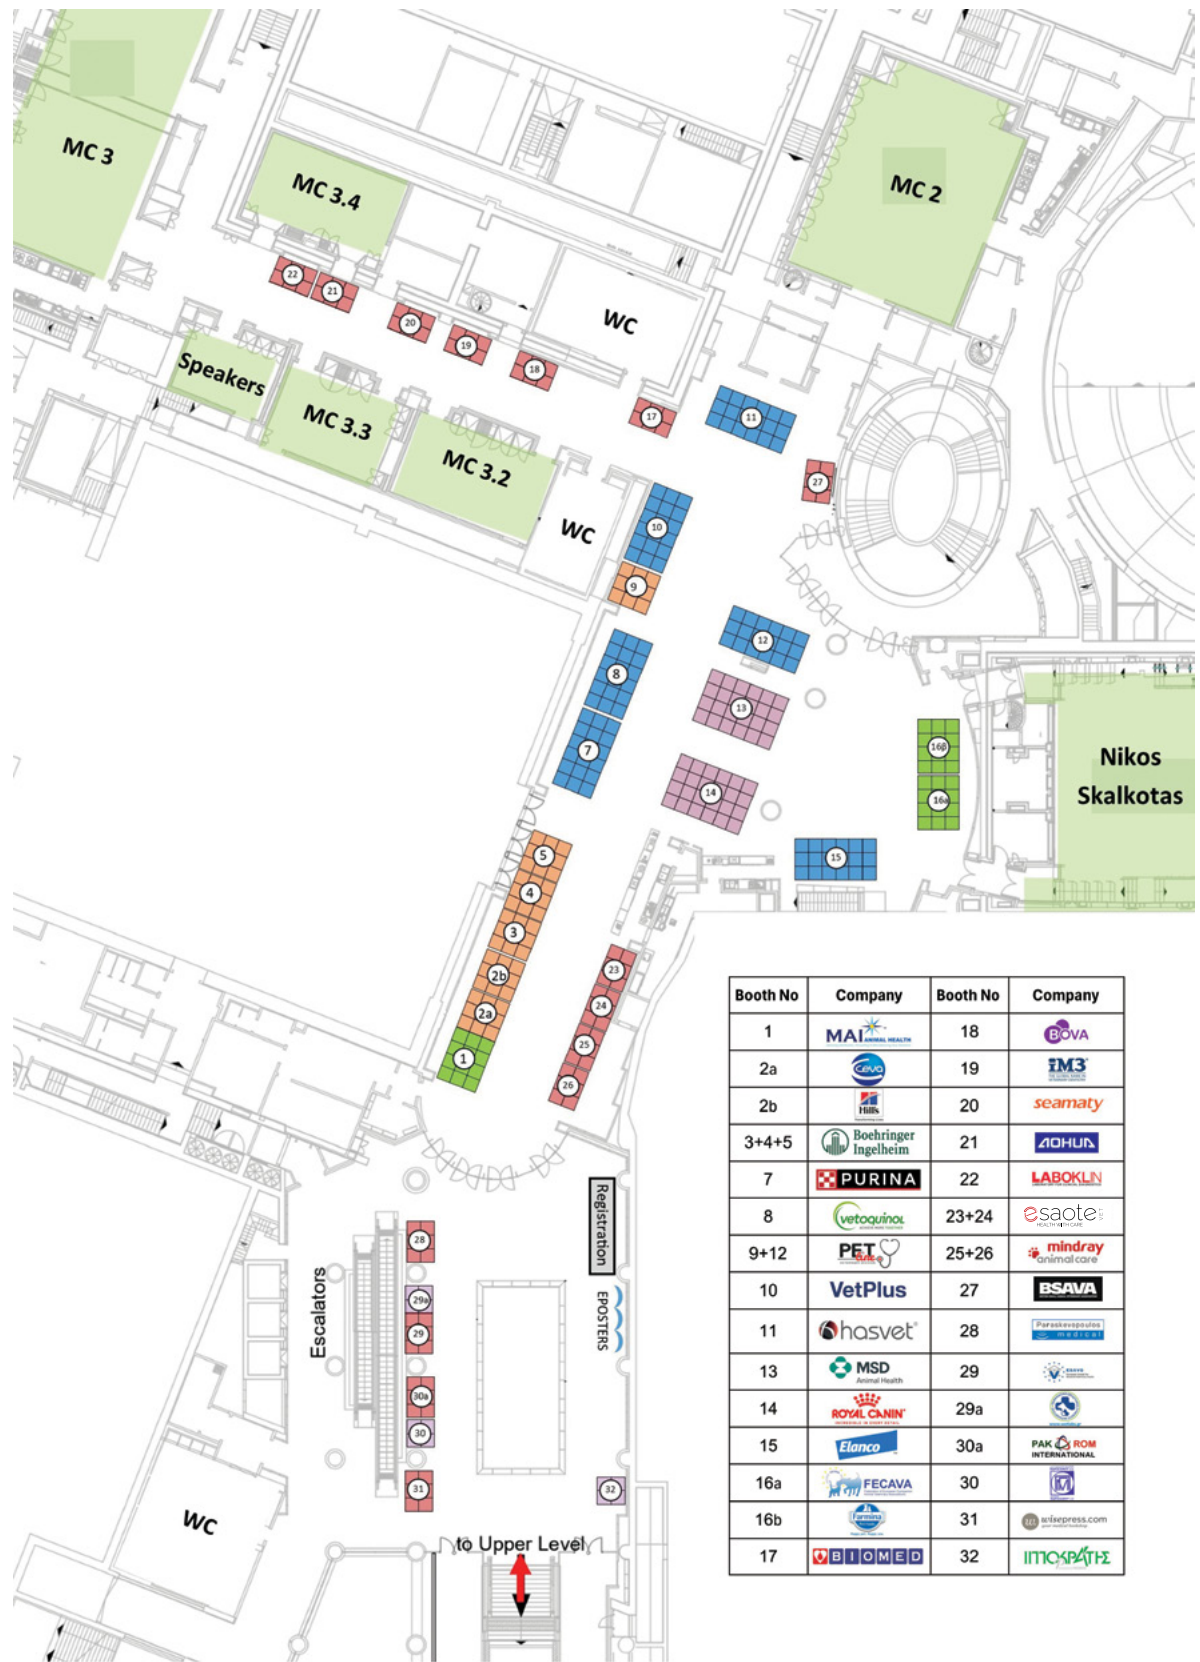 MC 3
MC 3.4
MC 2
22
21
20
19
18
WC
Speakers
MC 3.3
MC 3.2
17
11
27
WC
10
9
12
8
13
7
14
16β
16a
15
Nikos
Skalkotas
5
4
3
2b
2a
1
23
24
25
26
Booth No Company Booth No Company
1 MAI ANIMAL HEALTH 18 BOVA
2a Ceva 19 iM3
2b Hill's 20 seamaty
3+4+5 Boehringer Ingelheim 21 AOHUA
7 PURINA 22 LABOKLIN
8 vetoquinol 23+24 esaote VET HEALTH WITH CARE
9+12 PET Line 25+26 mindray animal care
10 VetPlus 27 BSAVA
11 hasvet 28 Paraskevopoulos medical
13 MSD Animal Health 29
14 ROYAL CANIN 29a
15 Elanco 30a PAK ROM INTERNATIONAL
16a FECAVA 30
16b Farmina 31 wisepress.com
17 BIOMED 32 ΙΠΠΟΚΡΑΤΗΣ
Registration
EPOSTERS
Escalators
28
29a
29
30a
30
31
32
WC
to Upper Level